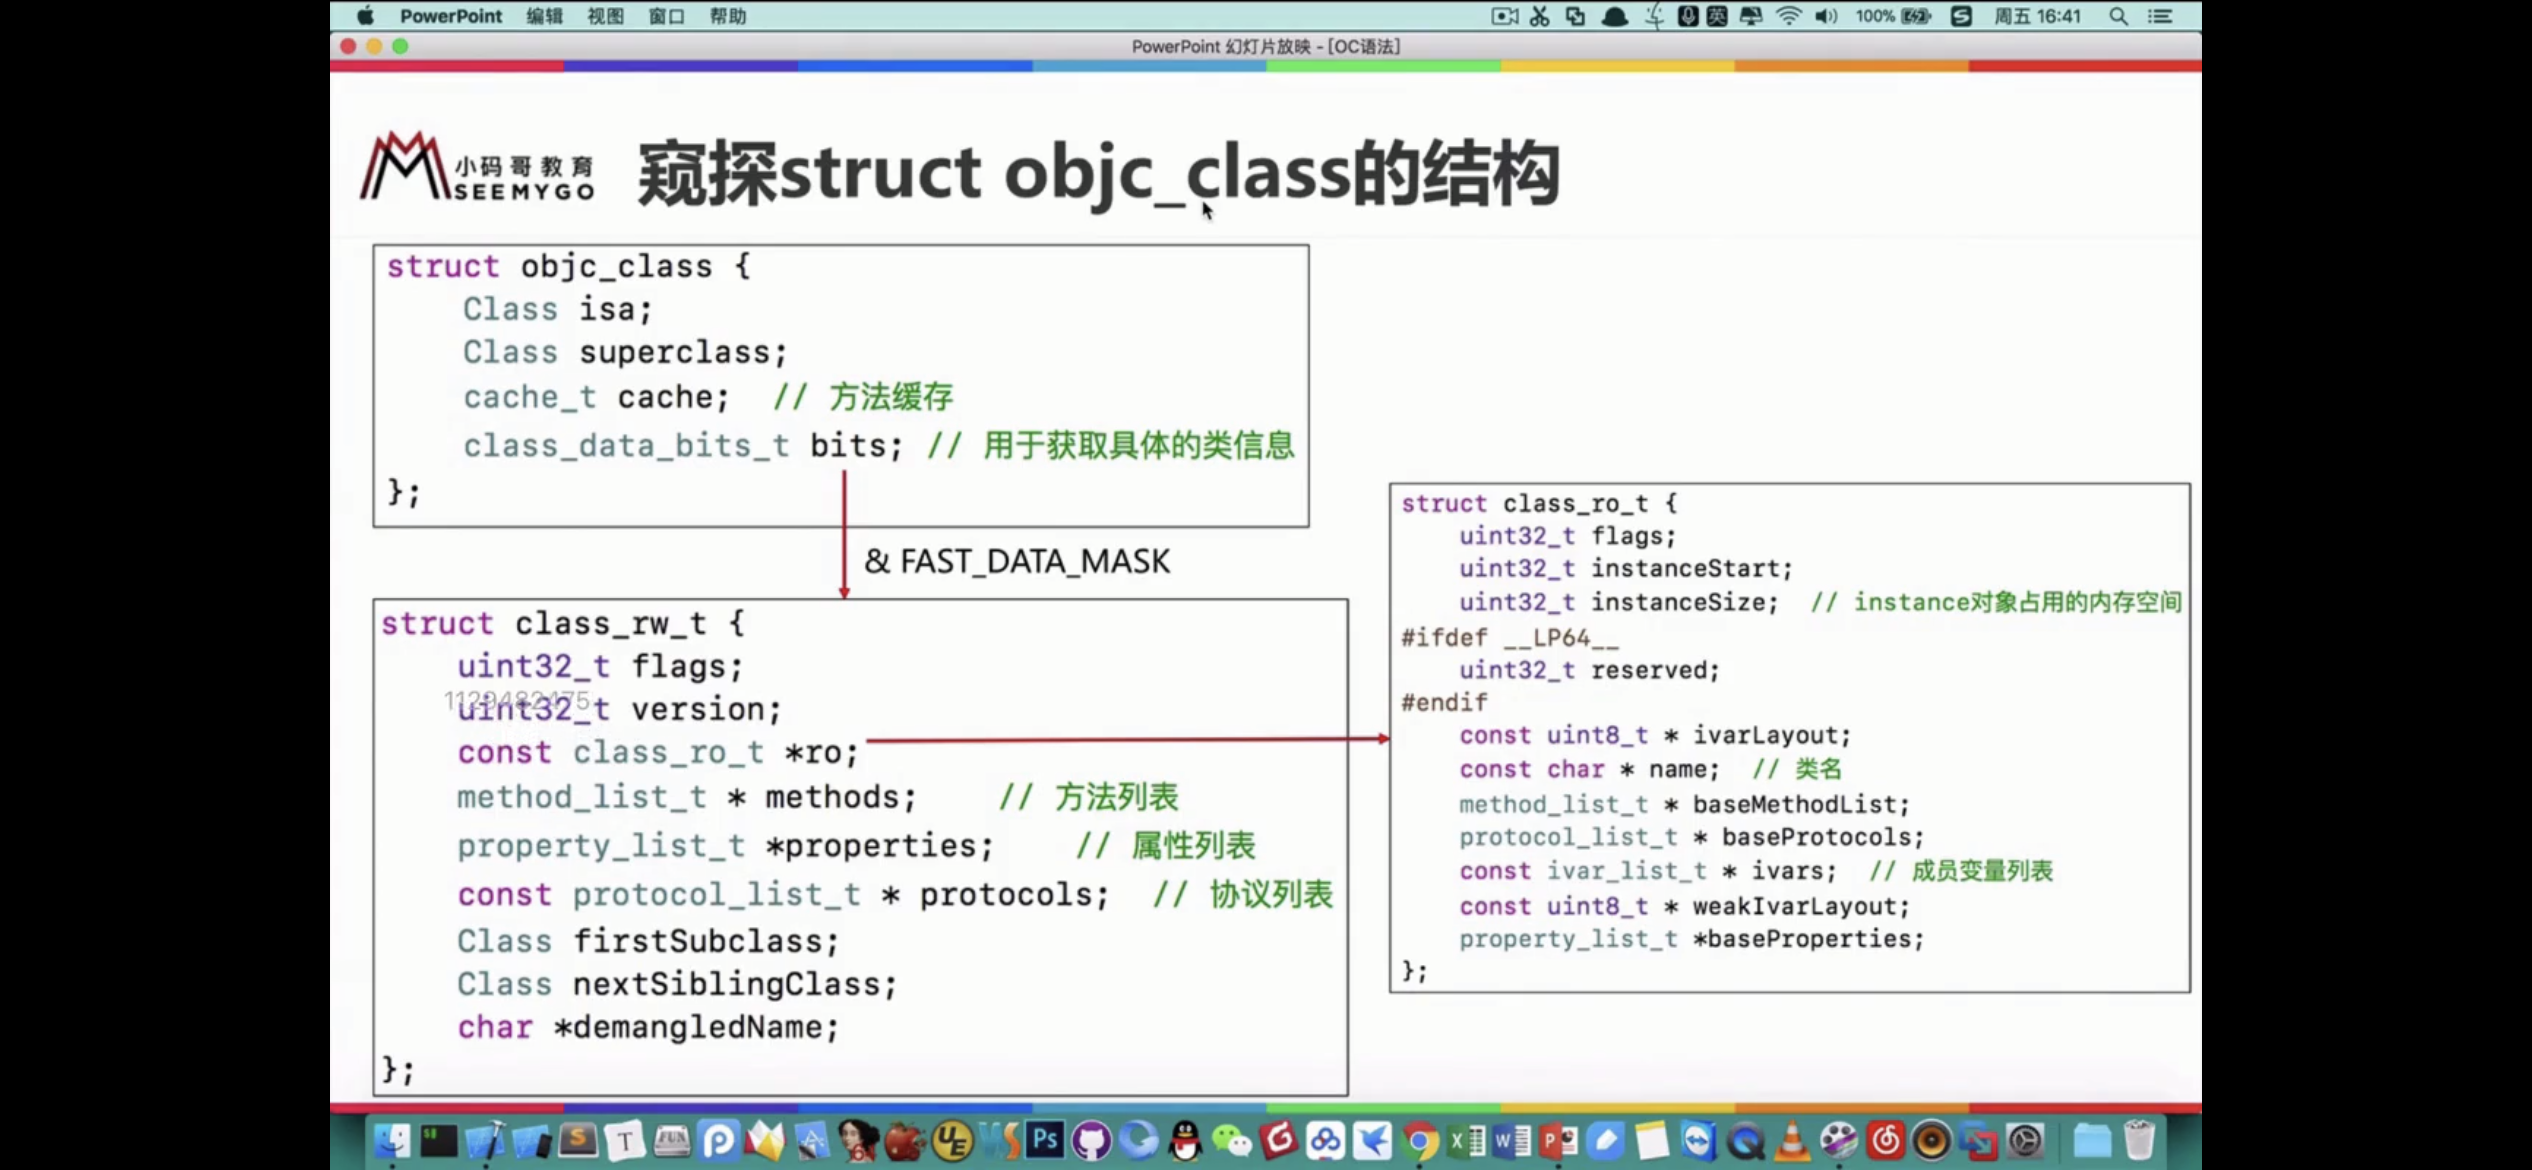 PowerPoint 编辑 视图 窗口 帮助
英 100% 周五 16:41
PowerPoint 幻灯片放映 - [OC语法]
小码哥教育
SEEMYGO
窥探struct objc_class的结构
struct objc_class {
Class isa;
Class superclass;
cache_t cache; // 方法缓存
class_data_bits_t bits; // 用于获取具体的类信息
};
& FAST_DATA_MASK
struct class_rw_t {
uint32_t flags;
1129482475
uint32_t version;
const class_ro_t *ro;
method_list_t * methods; // 方法列表
property_list_t *properties; // 属性列表
const protocol_list_t * protocols; // 协议列表
Class firstSubclass;
Class nextSiblingClass;
char *demangledName;
};
struct class_ro_t {
uint32_t flags;
uint32_t instanceStart;
uint32_t instanceSize; // instance对象占用的内存空间
#ifdef __LP64__
uint32_t reserved;
#endif
const uint8_t * ivarLayout;
const char * name; // 类名
method_list_t * baseMethodList;
protocol_list_t * baseProtocols;
const ivar_list_t * ivars; // 成员变量列表
const uint8_t * weakIvarLayout;
property_list_t *baseProperties;
};